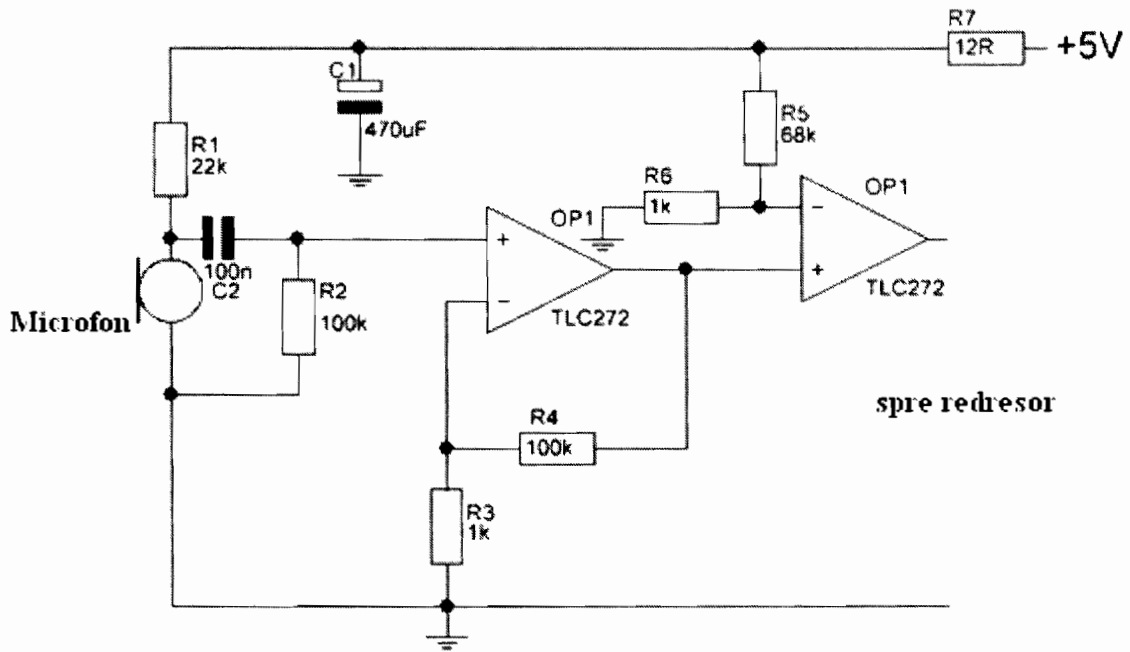 R7
12R
+5V
C1
470uF
R5
68k
R1
22k
R6
1k
OP1
OP1
100n
C2
R2
100k
+
−
−
+
TLC272
TLC272
Microfon
spre redresor
R4
100k
R3
1k